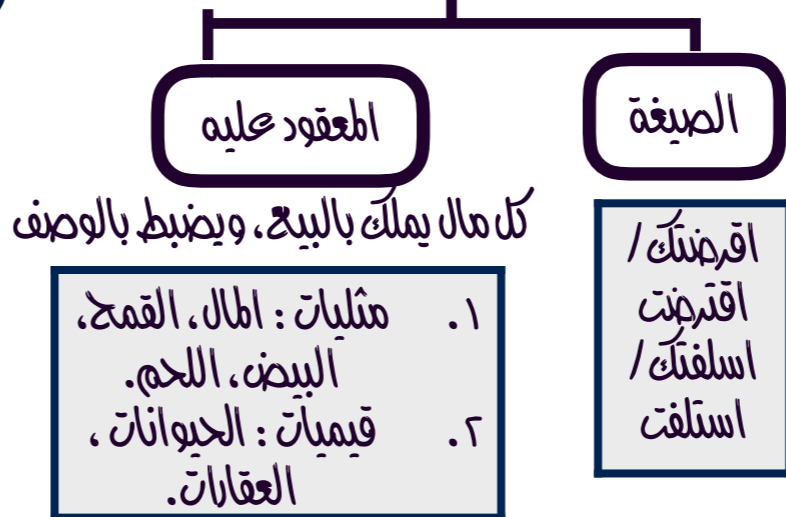 الصيغة
اقرضتك/
اقترضت
اسلفتك/
استلفت
المعقود عليه
كل مال يملك بالبيع، ويضبط بالوصف
١. مثليات : المال، القمح،
البيض، اللحم.
٢. قيميات : الحيوانات ،
العقارات.